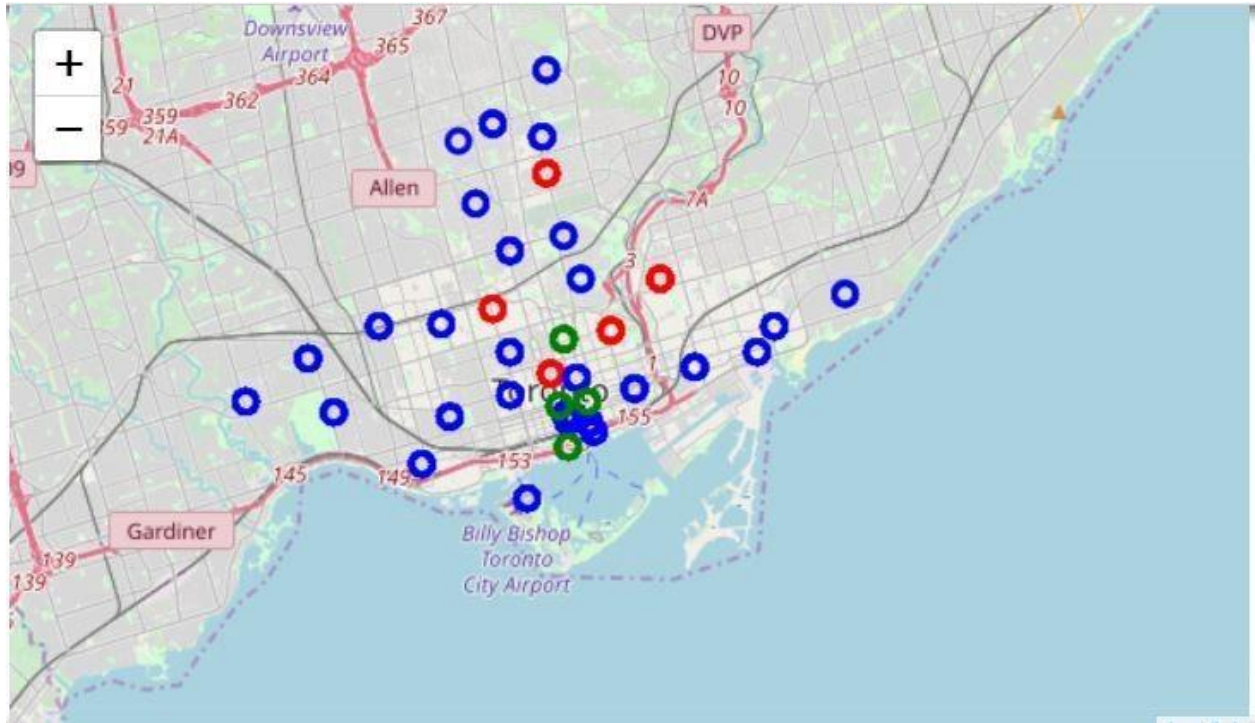 +
−
Downsview
Airport
367
365
364
362
359
21
21A
59
DVP
10
10
Allen
7A
3
1
Toronto
155
153
149
145
Gardiner
139
139
Billy Bishop
Toronto
City Airport